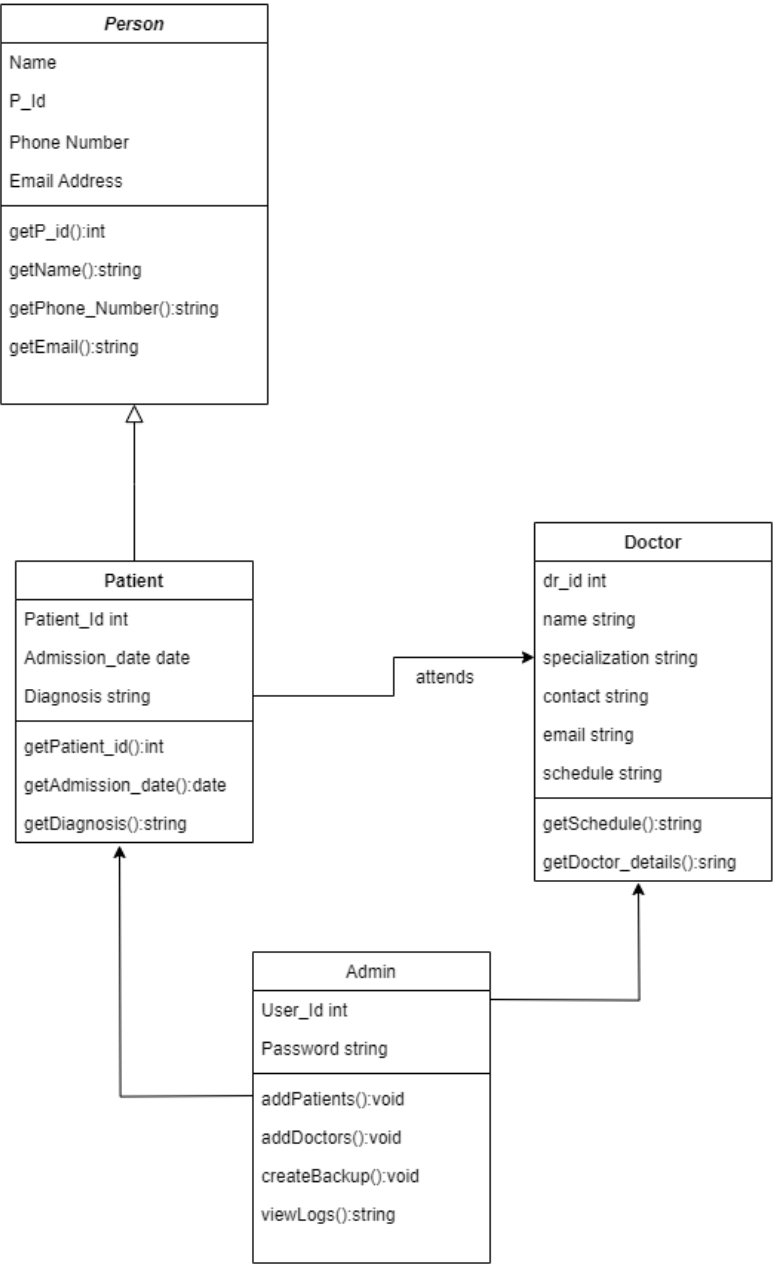 Person
Name
P_Id
Phone Number
Email Address
getP_id():int
getName():string
getPhone_Number():string
getEmail():string
Patient
Patient_Id int
Admission_date date
Diagnosis string
getPatient_id():int
getAdmission_date():date
getDiagnosis():string
attends
Doctor
dr_id int
name string
specialization string
contact string
email string
schedule string
getSchedule():string
getDoctor_details():sring
Admin
User_Id int
Password string
addPatients():void
addDoctors():void
createBackup():void
viewLogs():string